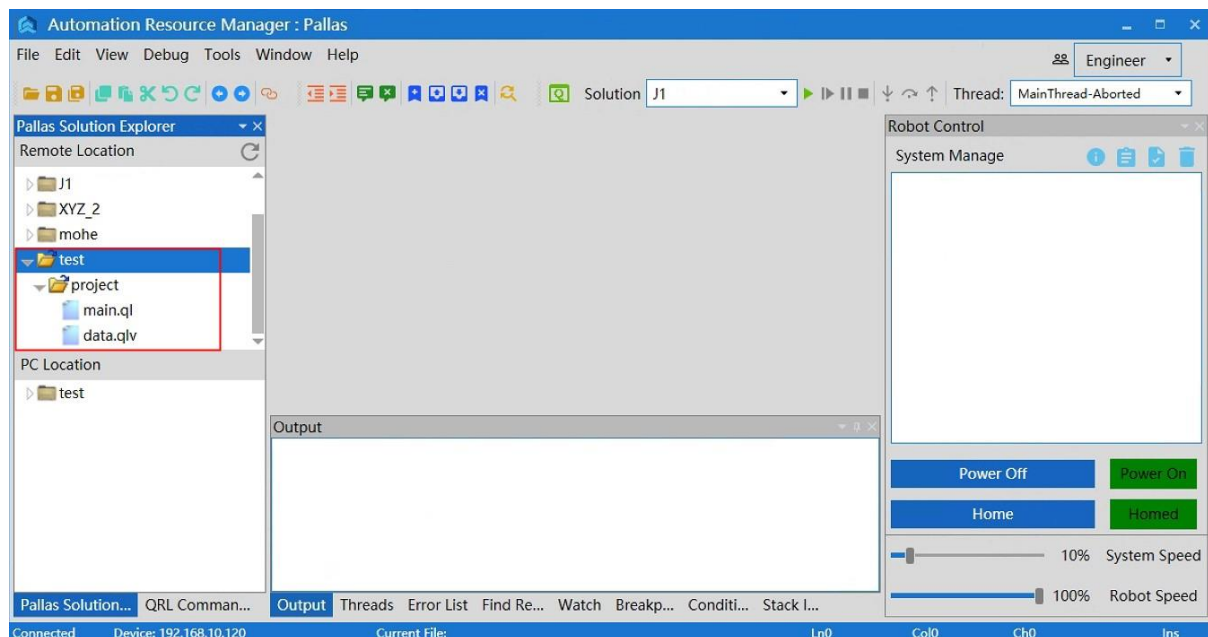 Automation Resource Manager : Pallas
File Edit View Debug Tools Window Help
Engineer
Solution J1
Thread: MainThread-Aborted
Pallas Solution Explorer
Remote Location
J1
XYZ_2
mohe
test
project
main.ql
data.qlv
PC Location
test
Pallas Solution... QRL Comman...
Output
Output Threads Error List Find Re... Watch Breakp... Conditi... Stack I...
Robot Control
System Manage
Power Off Power On
Home Homed
10% System Speed
100% Robot Speed
Connected Device: 192.168.10.120 Current File: Ln0 Col0 Ch0 Ins